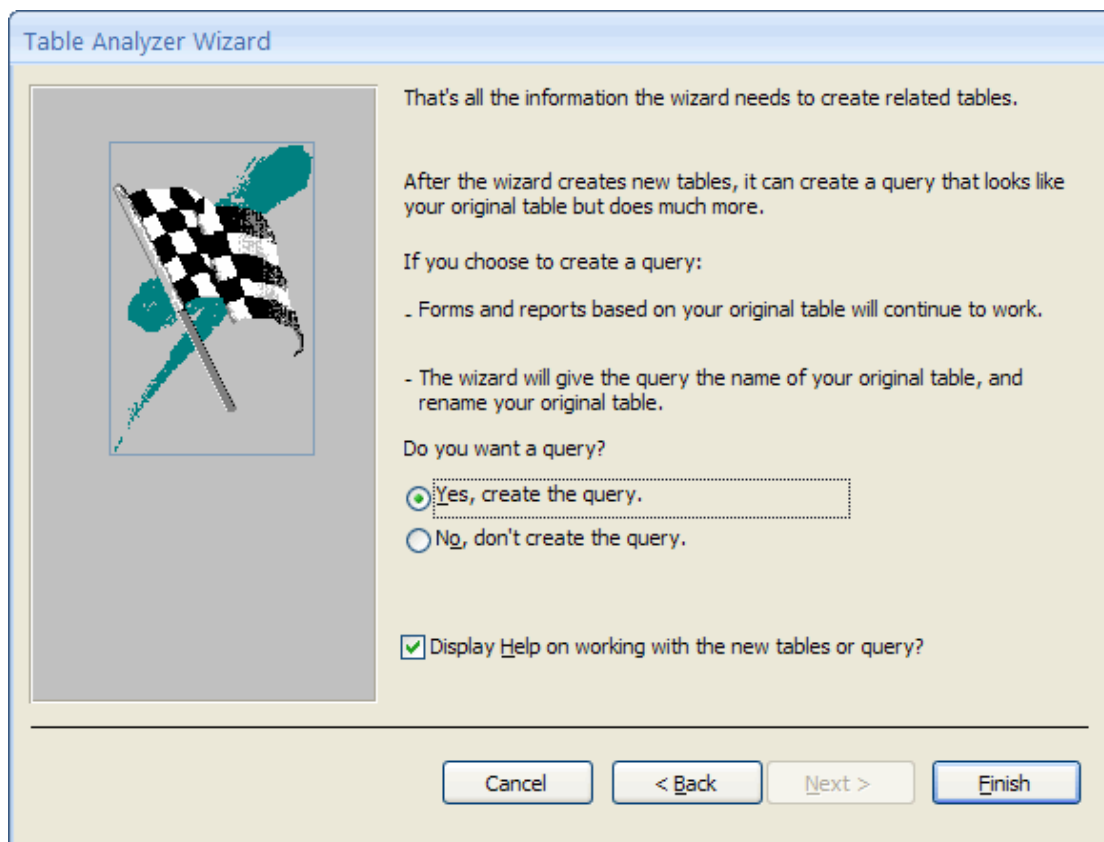 Table Analyzer Wizard
That's all the information the wizard needs to create related tables.
After the wizard creates new tables, it can create a query that looks like
your original table but does much more.
If you choose to create a query:
- Forms and reports based on your original table will continue to work.
- The wizard will give the query the name of your original table, and
rename your original table.
Do you want a query?
Yes, create the query.
No, don't create the query.
Display Help on working with the new tables or query?
Cancel
< Back
Next >
Finish